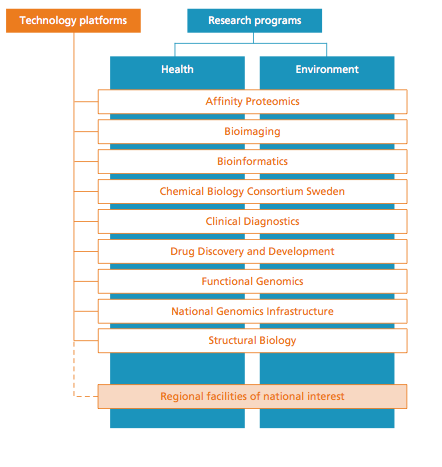 Technology platforms
Research programs
Health
Environment
Affinity Proteomics
Bioimaging
Bioinformatics
Chemical Biology Consortium Sweden
Clinical Diagnostics
Drug Discovery and Development
Functional Genomics
National Genomics Infrastructure
Structural Biology
Regional facilities of national interest